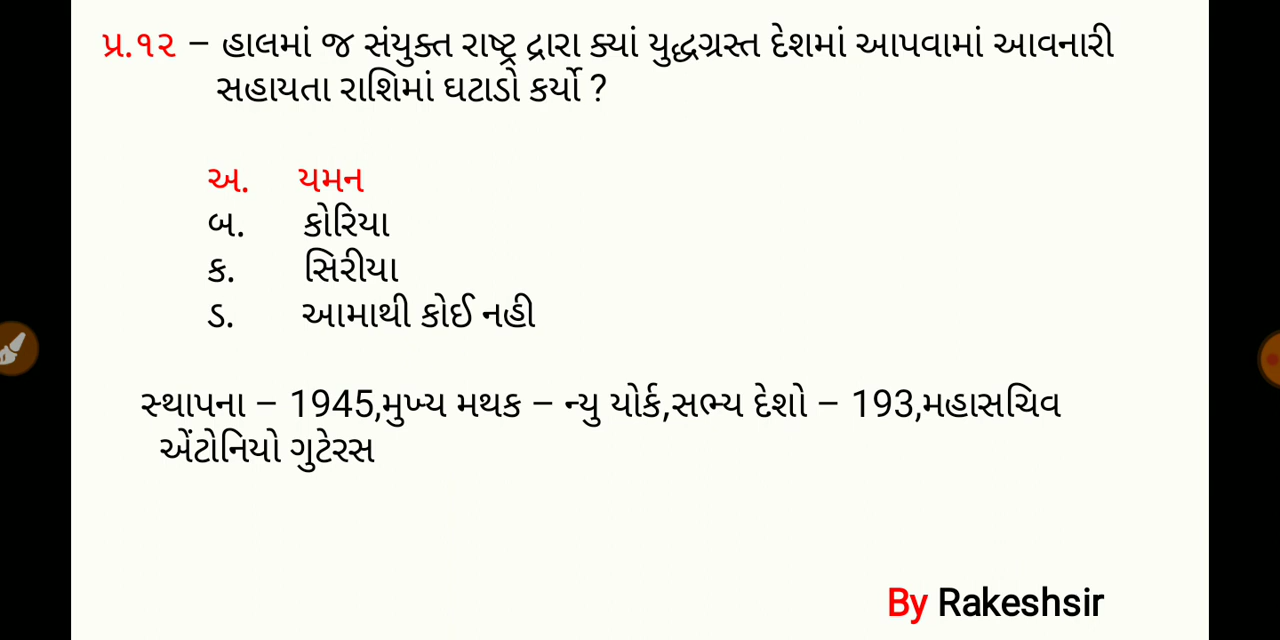 પ્ર.૧૨ – હાલમાં જ સંયુક્ત રાષ્ટ્ર દ્રારા ક્યાં યુદ્ધગ્રસ્ત દેશમાં આપવામાં આવનારી
સહાયતા રાશિમાં ઘટાડો કર્યો ?
અ. યમન
બ. કોરિયા
ક. સિરીયા
ડ. આમાથી કોઈ નહી
સ્થાપના – 1945,મુખ્ય મથક – ન્યુ યોર્ક,સભ્ય દેશો – 193,મહાસચિવ
એંટોનિયો ગુટેરસ
By Rakeshsir